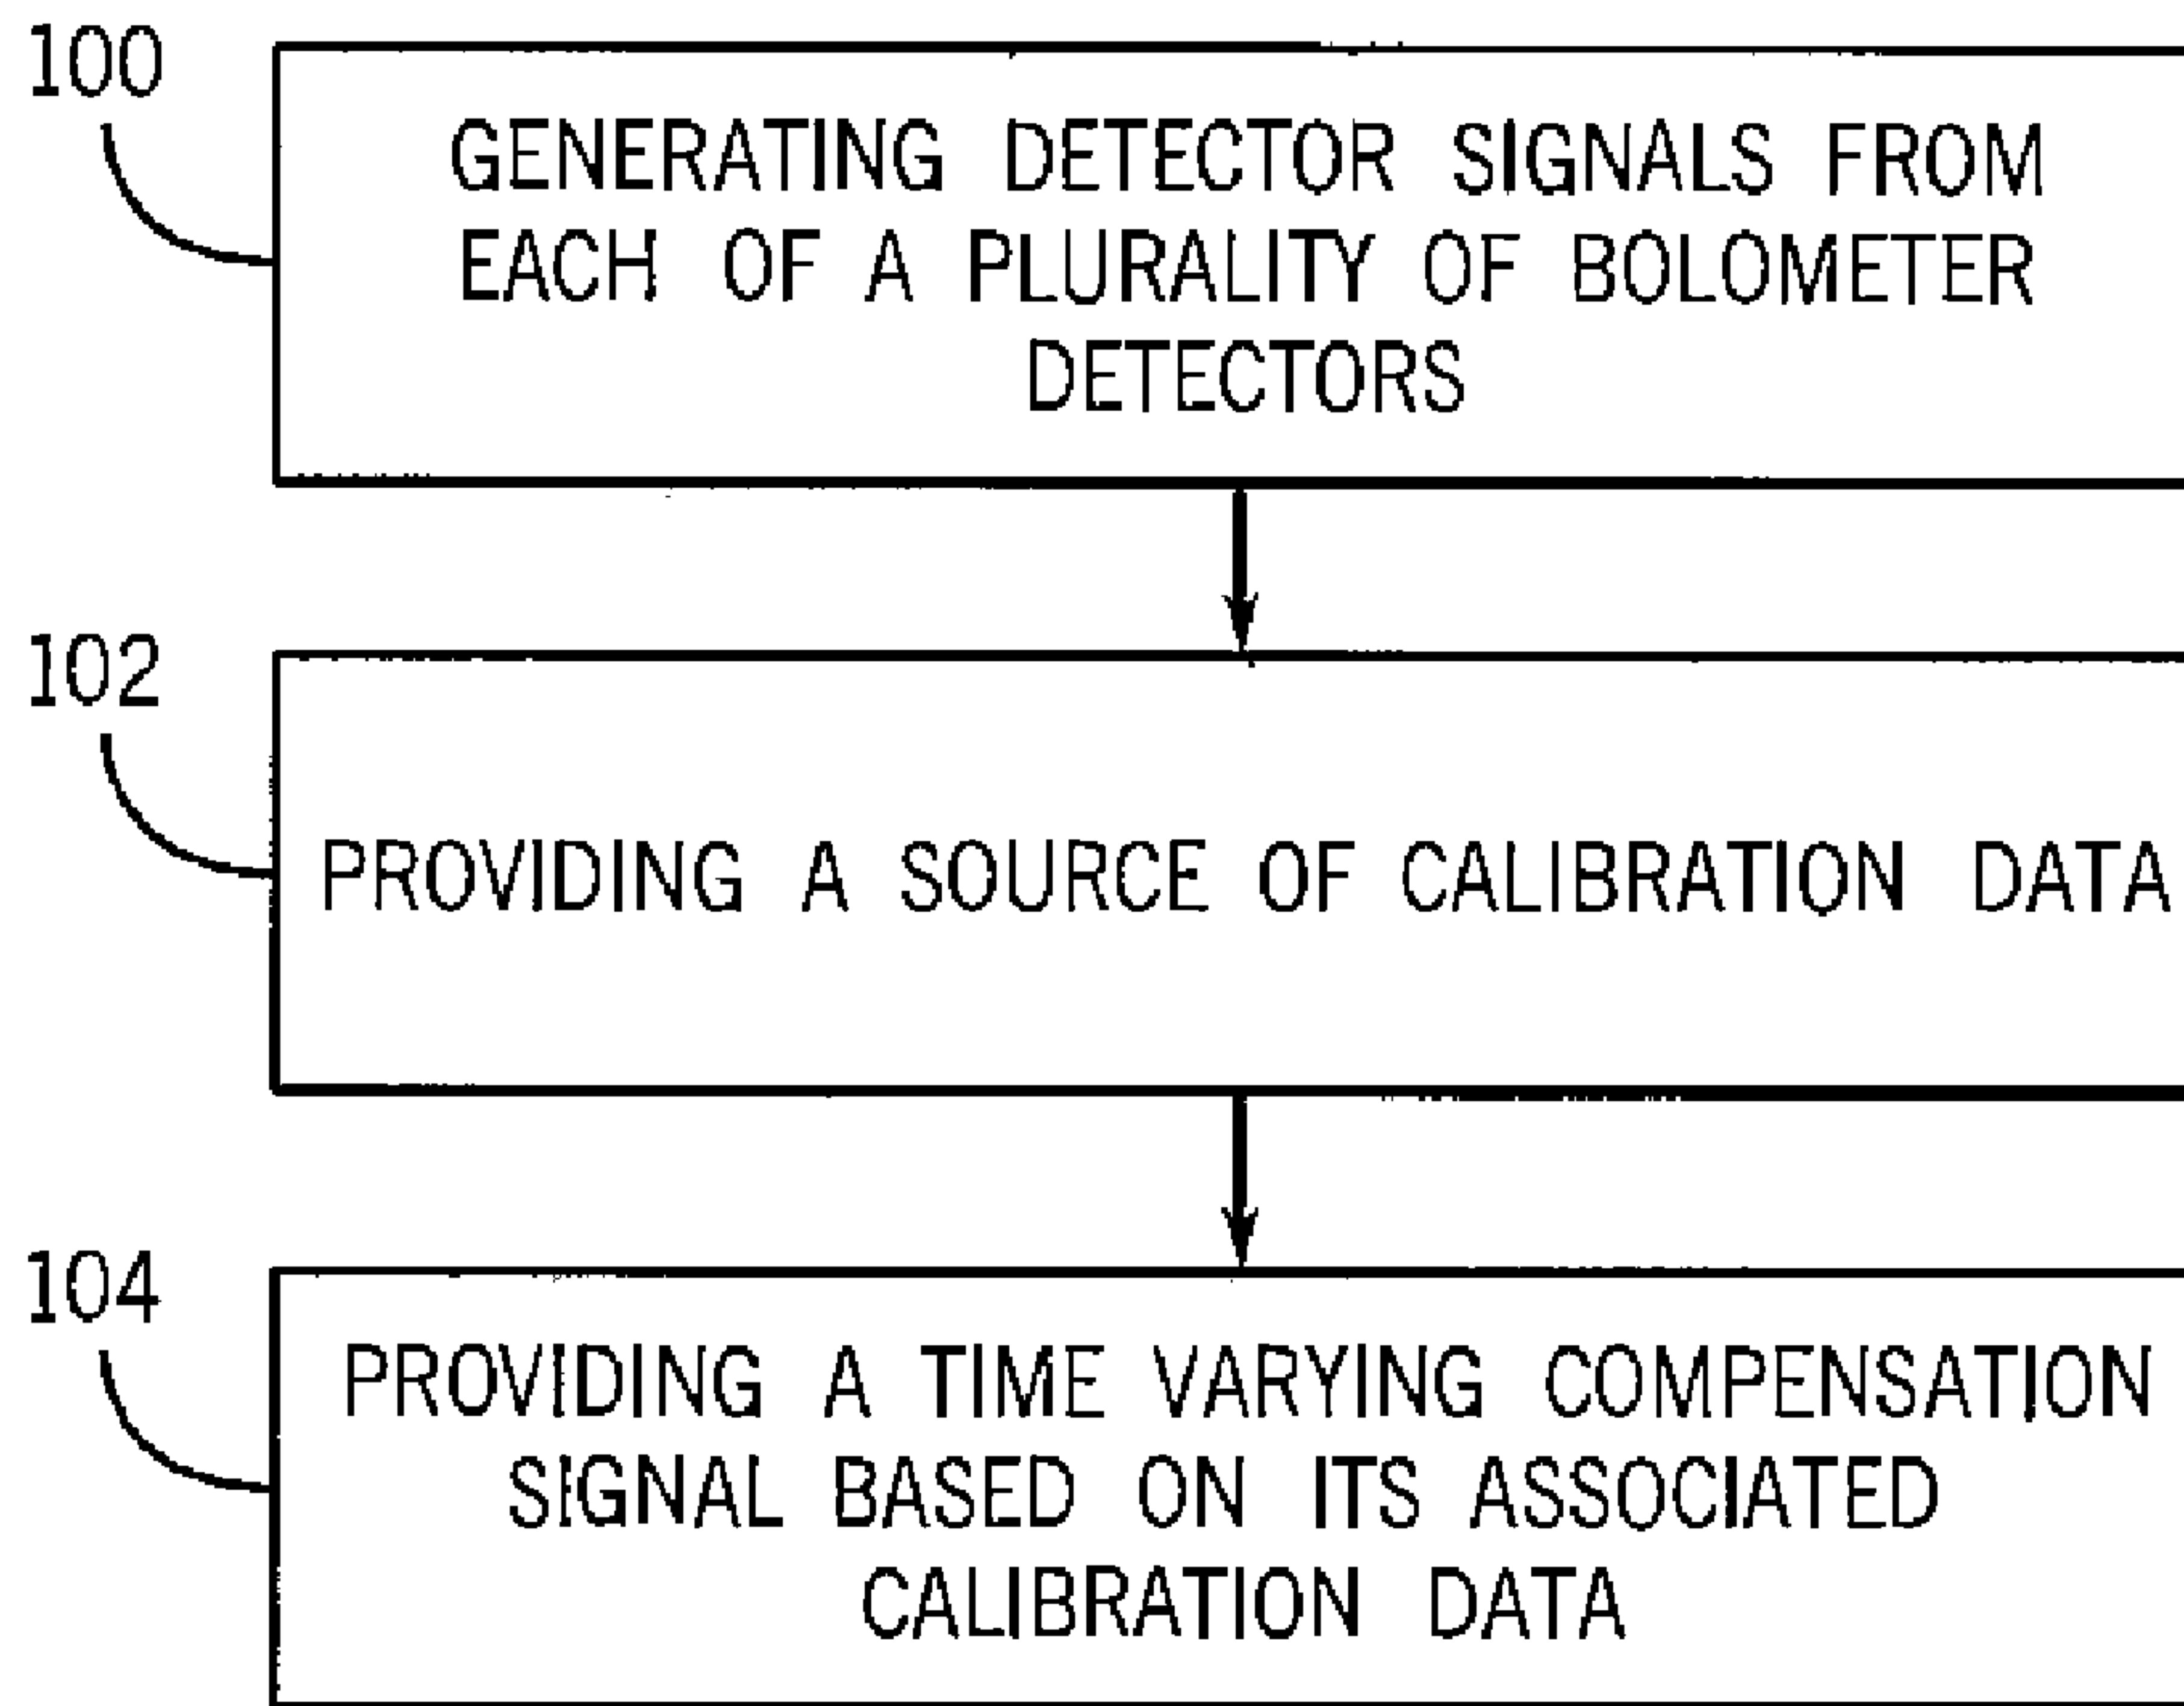 100
GENERATING DETECTOR SIGNALS FROM
EACH OF A PLURALITY OF BOLOMETER
DETECTORS
102
PROVIDING A SOURCE OF CALIBRATION DATA
104
PROVIDING A TIME VARYING COMPENSATION
SIGNAL BASED ON ITS ASSOCIATED
CALIBRATION DATA